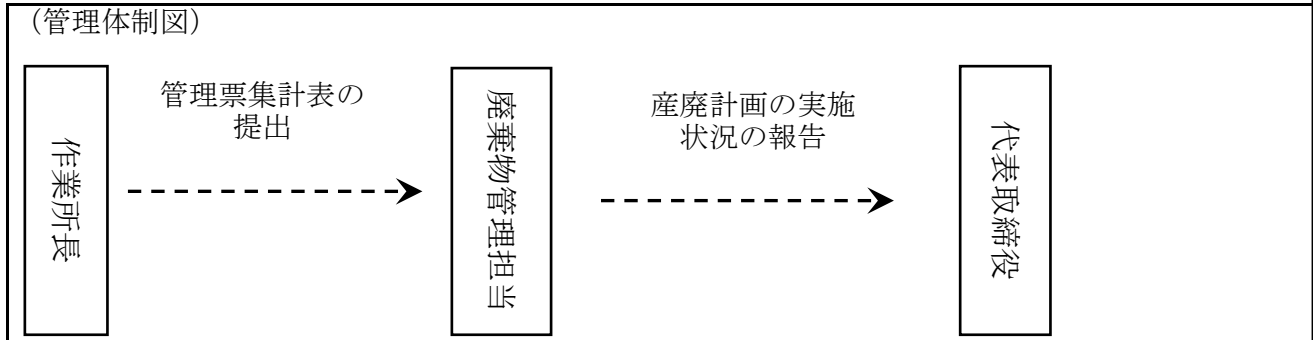 （管理体制図）
作業所長
管理票集計表の
提出
廃棄物管理担当
産廃計画の実施
状況の報告
代表取締役